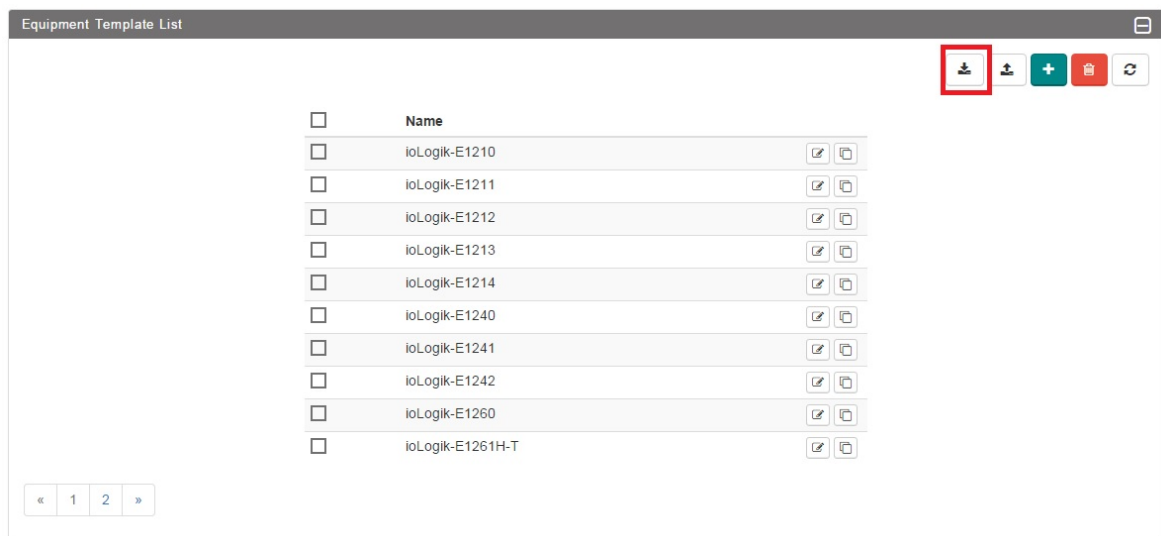 Equipment Template List
Name
ioLogik-E1210
ioLogik-E1211
ioLogik-E1212
ioLogik-E1213
ioLogik-E1214
ioLogik-E1240
ioLogik-E1241
ioLogik-E1242
ioLogik-E1260
ioLogik-E1261H-T
« 1 2 »